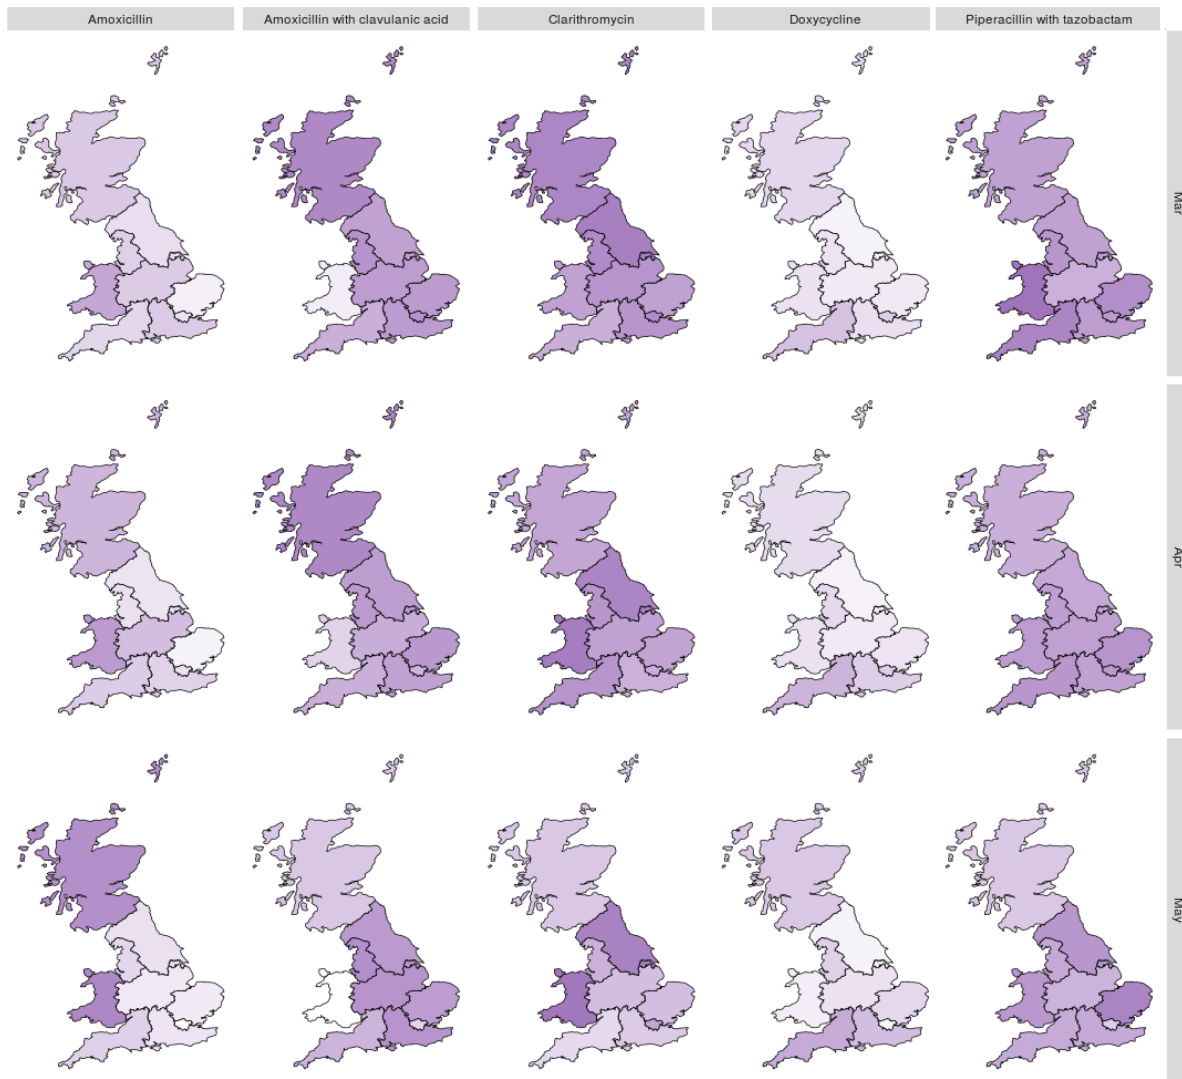 Amoxicillin
Amoxicillin with clavulanic acid
Clarithromycin
Doxycycline
Piperacillin with tazobactam
Mar
Apr
May